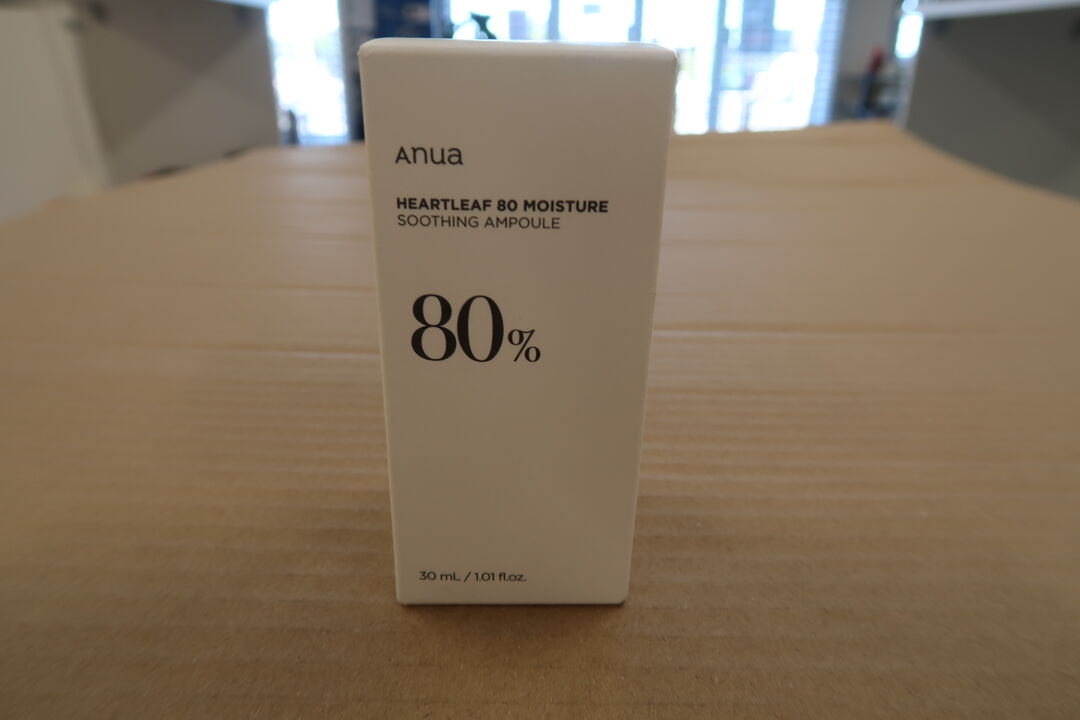 Anua
HEARTLEAF 80 MOISTURE
SOOTHING AMPOULE
80%
30 mL / 1.01 fl.oz.